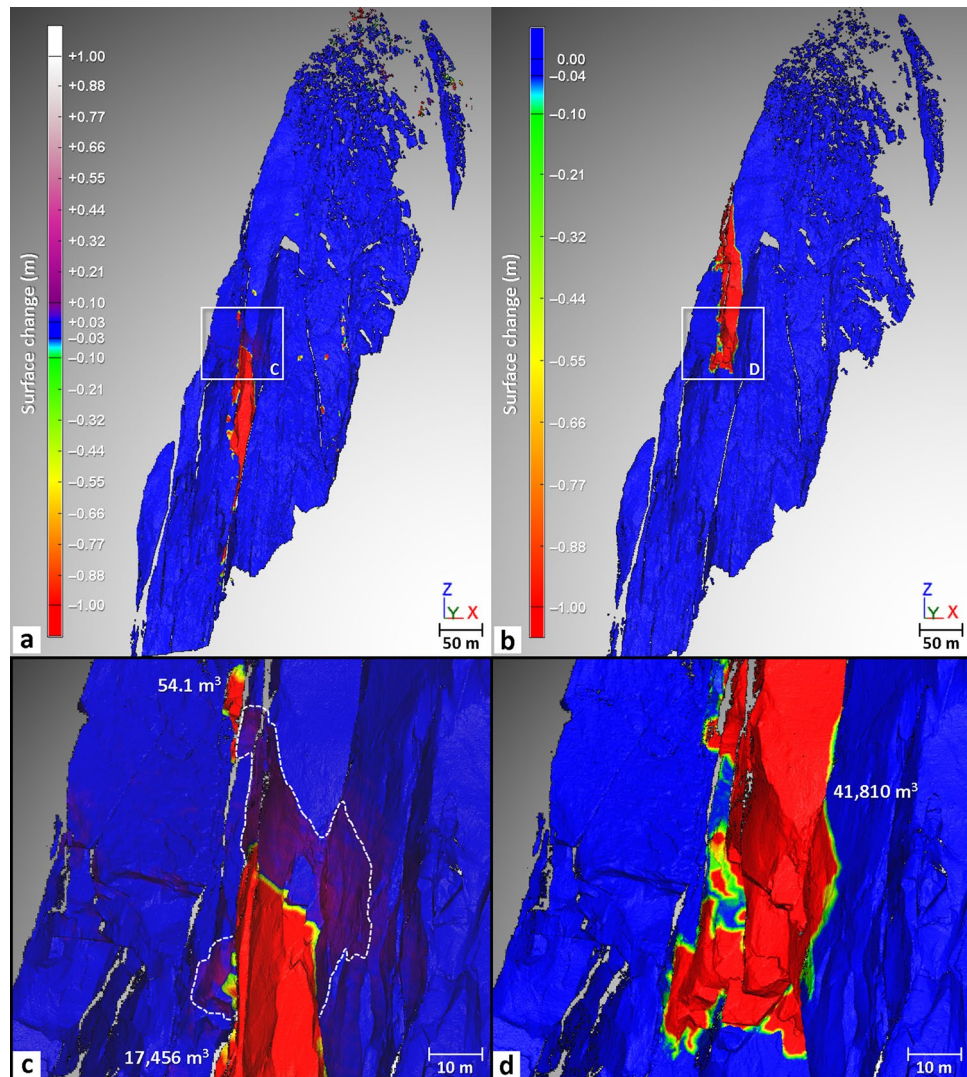 Surface change (m)
+1.00
+0.88
+0.77
+0.66
+0.55
+0.44
+0.32
+0.21
+0.10
+0.03
−0.03
−0.10
−0.21
−0.32
−0.44
−0.55
−0.66
−0.77
−0.88
−1.00
C
Z
Y X
50 m
a
Surface change (m)
0.00
−0.04
−0.10
−0.21
−0.32
−0.44
−0.55
−0.66
−0.77
−0.88
−1.00
D
Z
Y X
50 m
b
54.1 m³
17,456 m³
10 m
c
41,810 m³
10 m
d